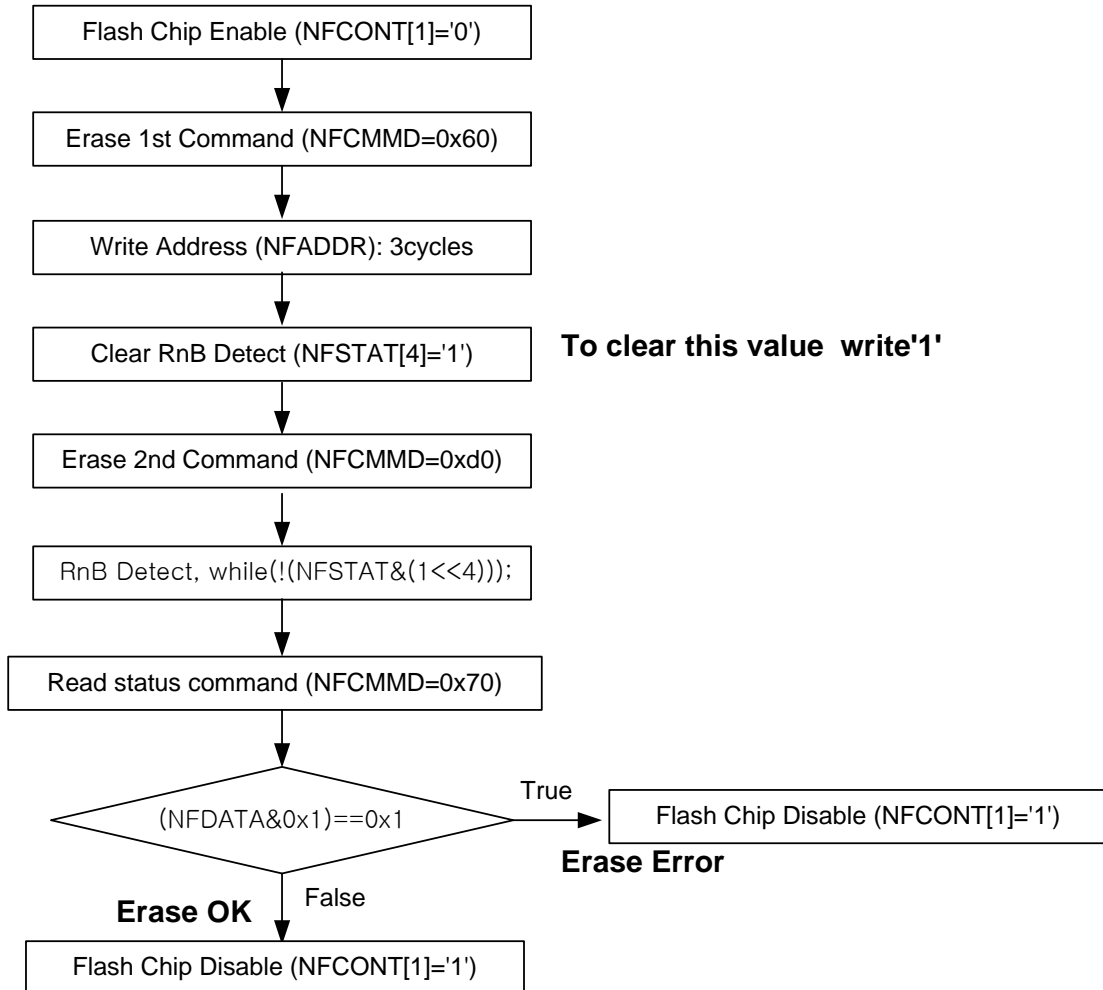 Flash Chip Enable (NFCONT[1]='0')
Erase 1st Command (NFCMMD=0x60)
Write Address (NFADDR): 3cycles
Clear RnB Detect (NFSTAT[4]='1')
To clear this value  write'1'
Erase 2nd Command (NFCMMD=0xd0)
RnB Detect, while(!(NFSTAT&(1<<4)));
Read status command (NFCMMD=0x70)
(NFDATA&0x1)==0x1
True
Flash Chip Disable (NFCONT[1]='1')
Erase Error
Erase OK
False
Flash Chip Disable (NFCONT[1]='1')